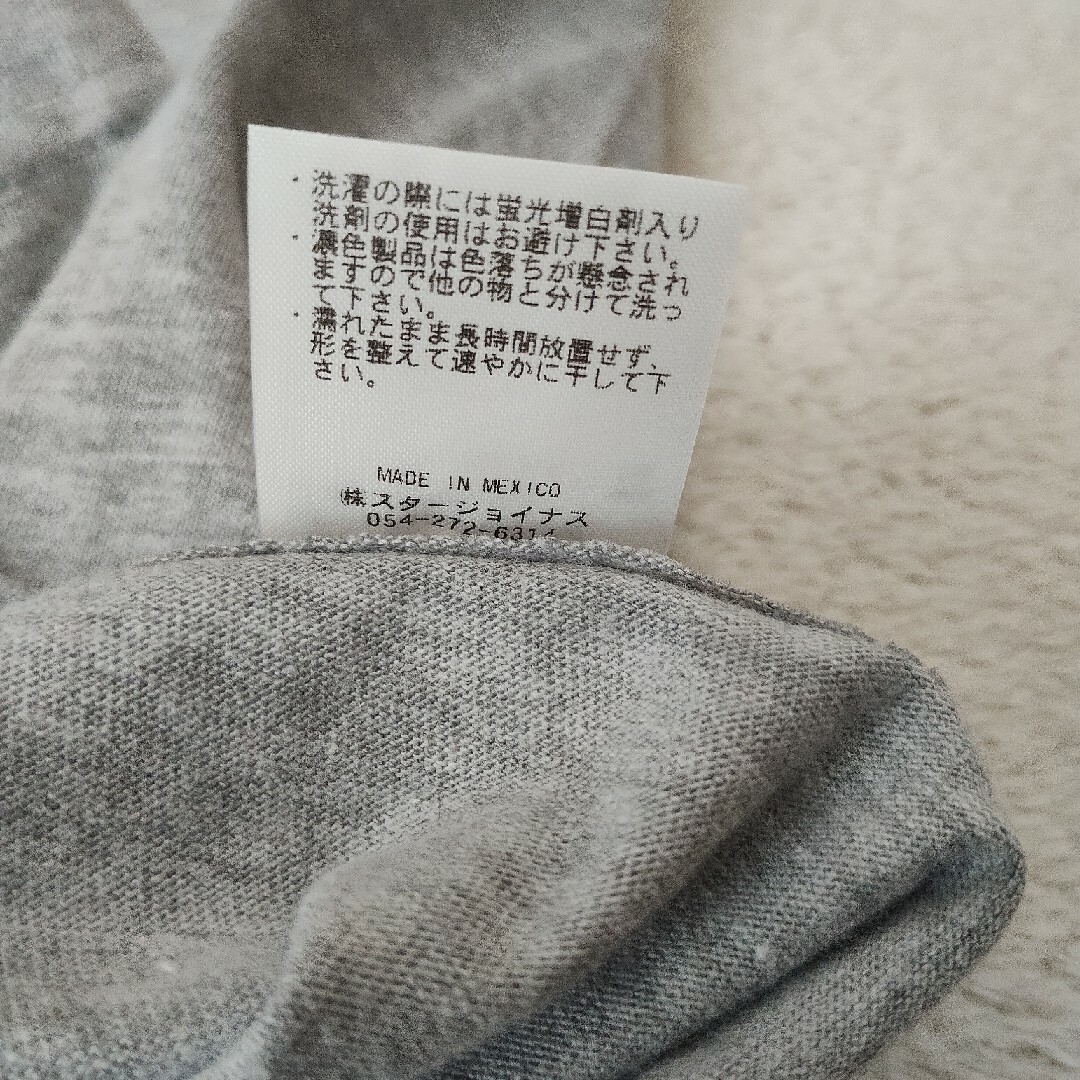 ・洗濯の際には蛍光増白剤入り
洗剤の使用はお避け下さい。
・濃色製品は色落ちが懸念され
ますので他の物と分けて洗っ
て下さい。
・濡れたまま長時間放置せず、
形を整えて速やかに干して下
さい。
MADE IN MEXICO
㈱スタージョイナス
054-272-6314